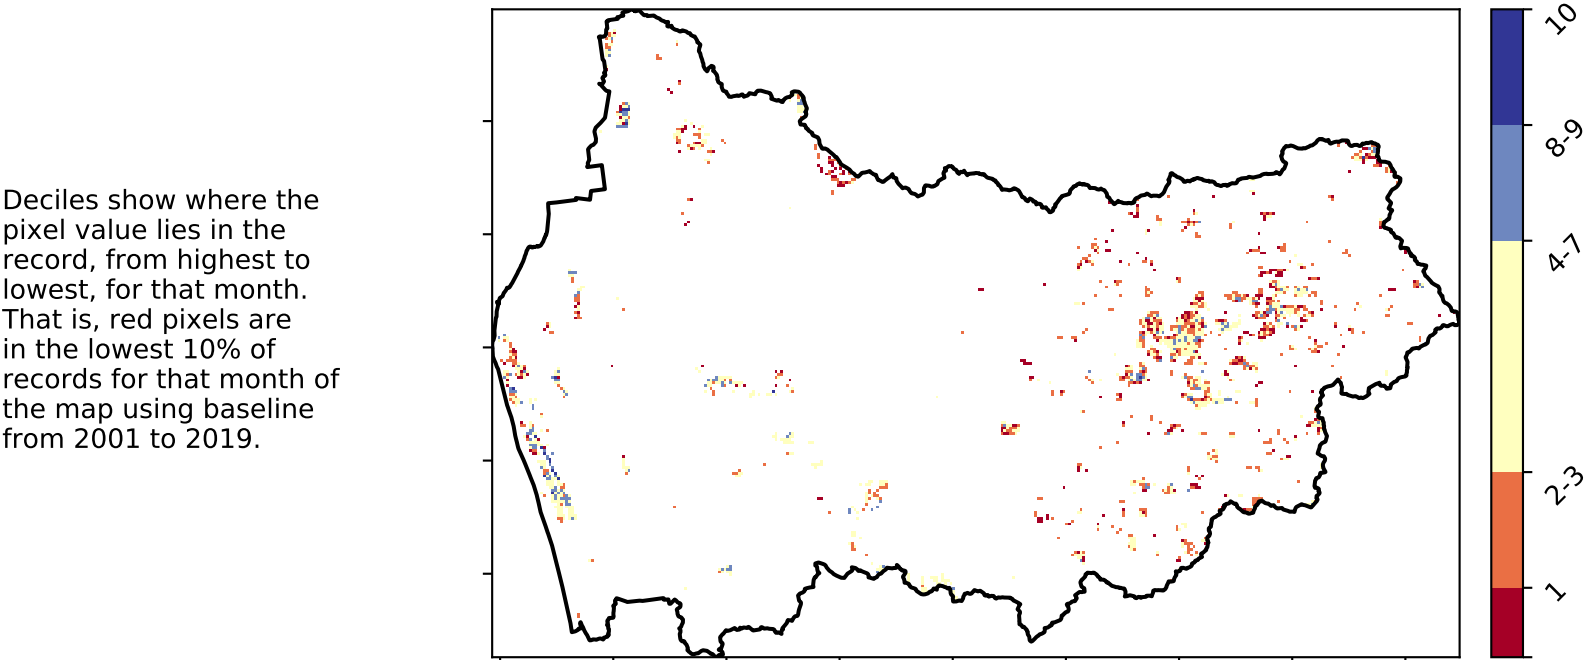 Deciles show where the
pixel value lies in the
record, from highest to
lowest, for that month.
That is, red pixels are
in the lowest 10% of
records for that month of
the map using baseline
from 2001 to 2019.
10
8-9
4-7
2-3
1